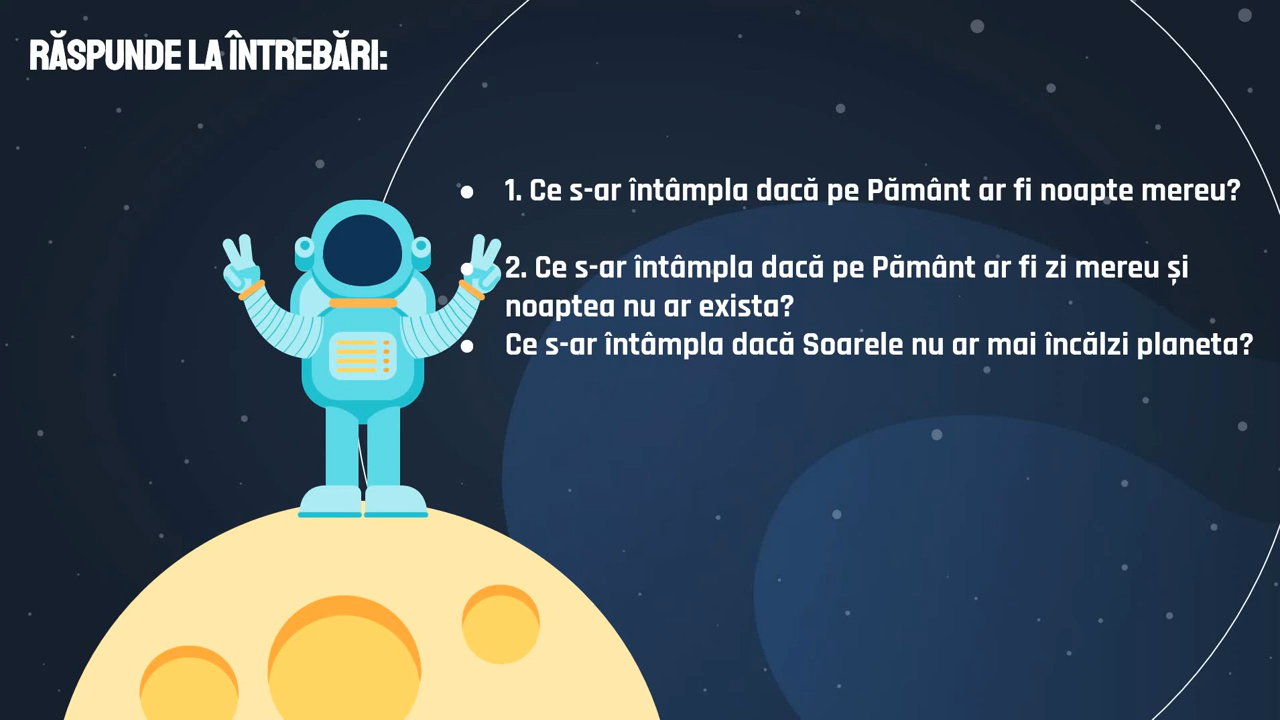 RĂSPUNDE LA ÎNTREBĂRI:
1. Ce s-ar întâmpla dacă pe Pământ ar fi noapte mereu?
2. Ce s-ar întâmpla dacă pe Pământ ar fi zi mereu și
noaptea nu ar exista?
Ce s-ar întâmpla dacă Soarele nu ar mai încălzi planeta?